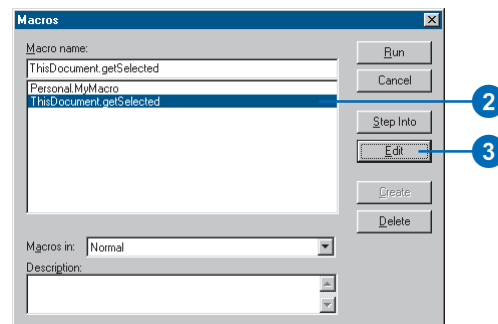 Macros
Macro name:
ThisDocument.getSelected
Personal.MyMacro
ThisDocument.getSelected
Run
Cancel
2
Step Into
Edit
3
Create
Delete
Macros in: Normal
Description: